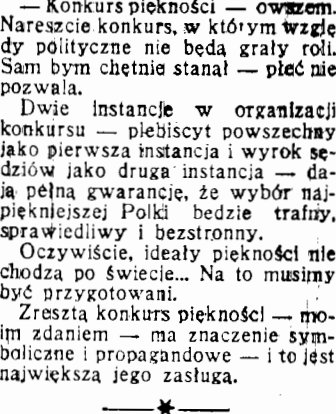 — Konkurs piękności — owszem.
Nareszcie konkurs, w którym wzglę
dy polityczne nie będą grały roli.
Sam bym chętnie stanął — płeć nie
pozwala.
Dwie instancje w organizacji
konkursu — plebiscyt powszechny
jako pierwsza instancja i wyrok sę-
dziów jako druga instancja — da-
ją pełną gwarancję, że wybór naj-
piękniejszej Polki bedzie trafny,
sprawiedliwy i bezstronny.
Oczywiście, ideały piękności nie
chodzą po świecie... Na to musimy
być przygotowani.
Zresztą konkurs piękności — mo-
im zdaniem — ma znaczenie sym-
boliczne i propagandowe — i to jest
największą jego zasługą.